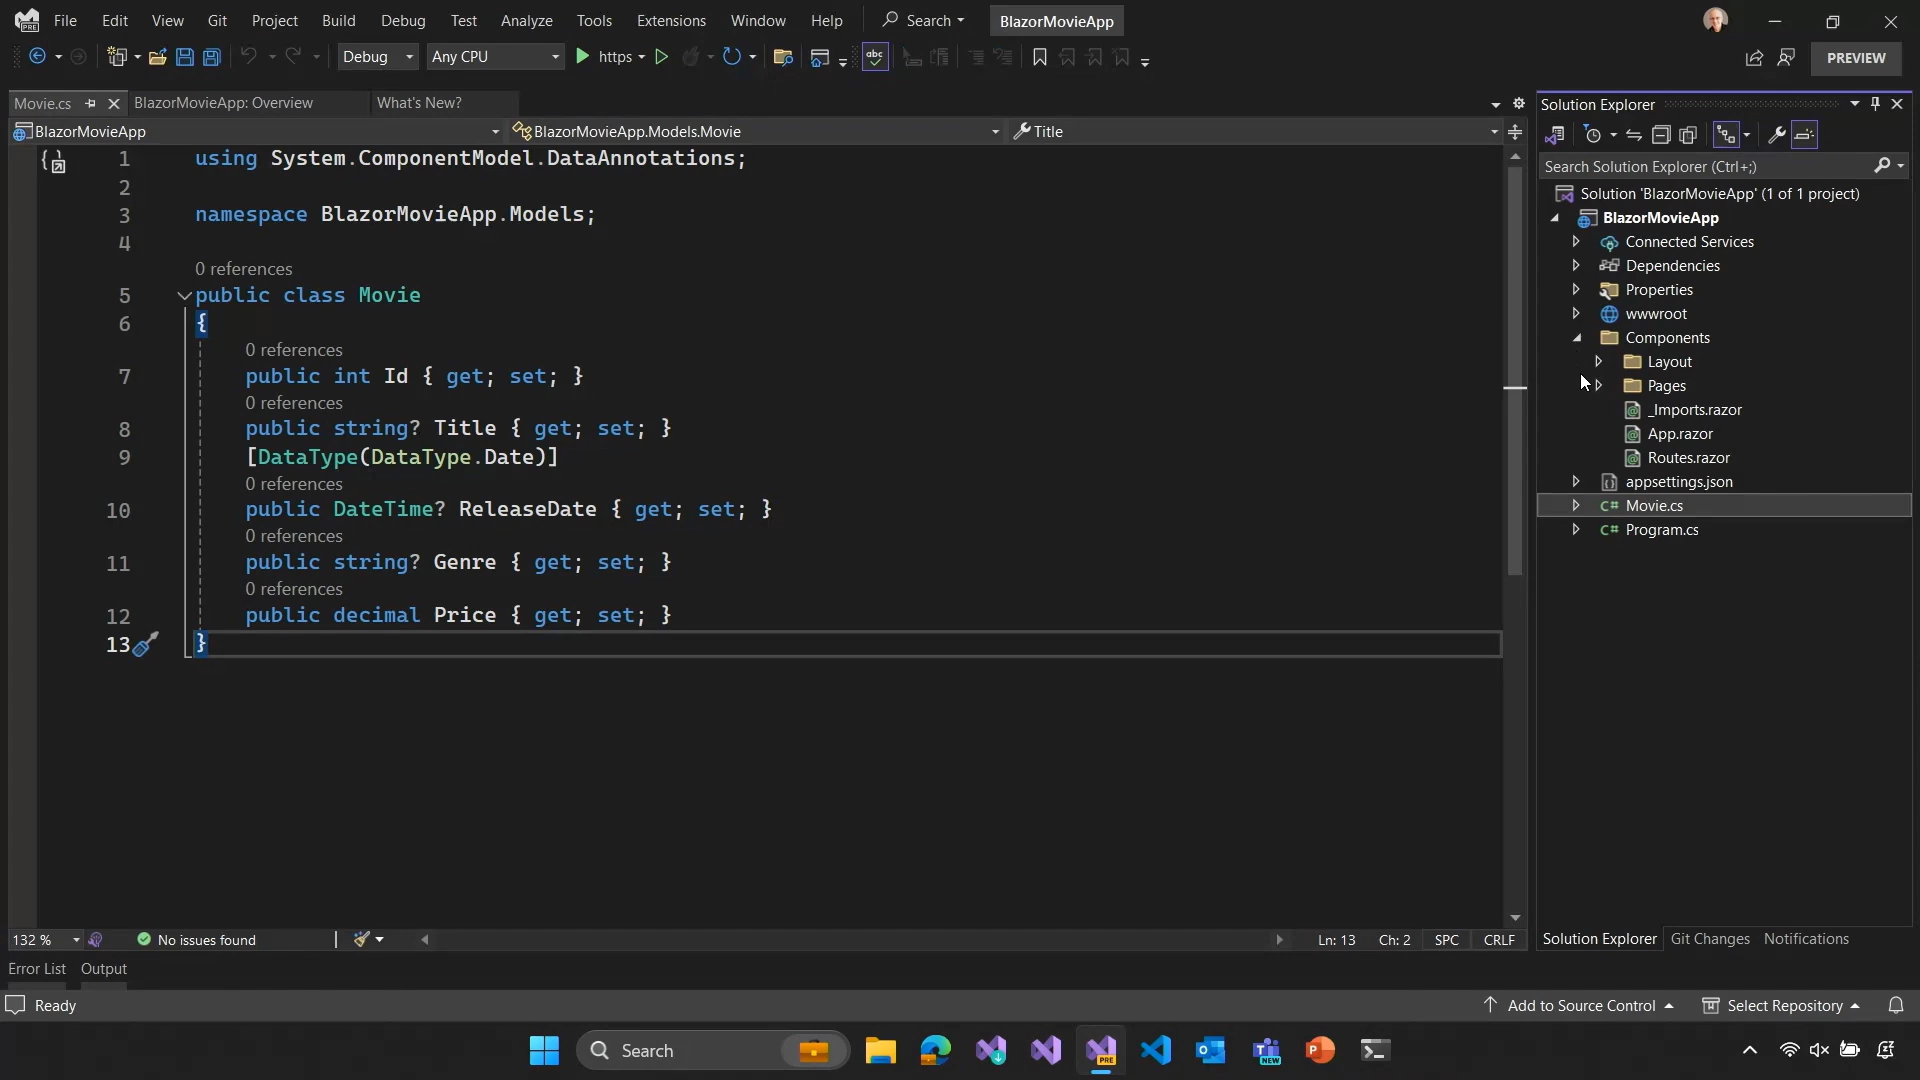 File Edit View Git Project Build Debug Test Analyze Tools Extensions Window Help Search BlazorMovieApp
Debug Any CPU https abc PREVIEW
Movie.cs BlazorMovieApp: Overview What's New?
BlazorMovieApp BlazorMovieApp.Models.Movie Title
1 using System.ComponentModel.DataAnnotations;
2
3 namespace BlazorMovieApp.Models;
4
0 references
5 public class Movie
6 {
0 references
7 public int Id { get; set; }
0 references
8 public string? Title { get; set; }
9 [DataType(DataType.Date)]
0 references
10 public DateTime? ReleaseDate { get; set; }
0 references
11 public string? Genre { get; set; }
0 references
12 public decimal Price { get; set; }
13 }
132 % No issues found Ln: 13 Ch: 2 SPC CRLF
Error List Output
Solution Explorer
Search Solution Explorer (Ctrl+;)
Solution 'BlazorMovieApp' (1 of 1 project)
BlazorMovieApp
Connected Services
Dependencies
Properties
wwwroot
Components
Layout
Pages
_Imports.razor
App.razor
Routes.razor
appsettings.json
C# Movie.cs
C# Program.cs
Solution Explorer Git Changes Notifications
Ready Add to Source Control Select Repository
Search PRE NEW